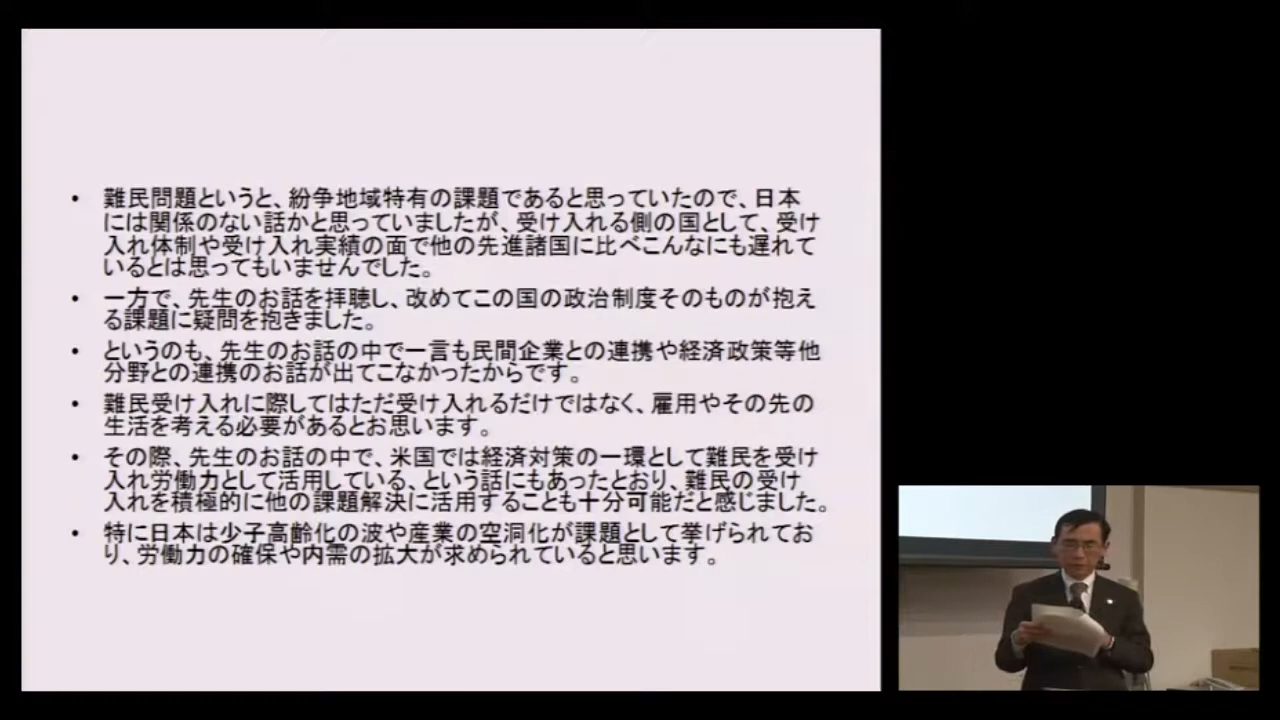 • 難民問題というと、紛争地域特有の課題であると思っていたので、日本
には関係のない話かと思っていましたが、受け入れる側の国として、受け
入れ体制や受け入れ実績の面で他の先進諸国に比べこんなにも遅れて
いるとは思ってもいませんでした。
• 一方で、先生のお話を拝聴し、改めてこの国の政治制度そのものが抱え
る課題に疑問を抱きました。
• というのも、先生のお話の中で一言も民間企業との連携や経済政策等他
分野との連携のお話が出てこなかったからです。
• 難民受け入れに際してはただ受け入れるだけではなく、雇用やその先の
生活を考える必要があるとお思います。
• その際、先生のお話の中で、米国では経済対策の一環として難民を受け
入れ労働力として活用している、という話にもあったとおり、難民の受け
入れを積極的に他の課題解決に活用することも十分可能だと感じました。
• 特に日本は少子高齢化の波や産業の空洞化が課題として挙げられてお
り、労働力の確保や内需の拡大が求められていると思います。